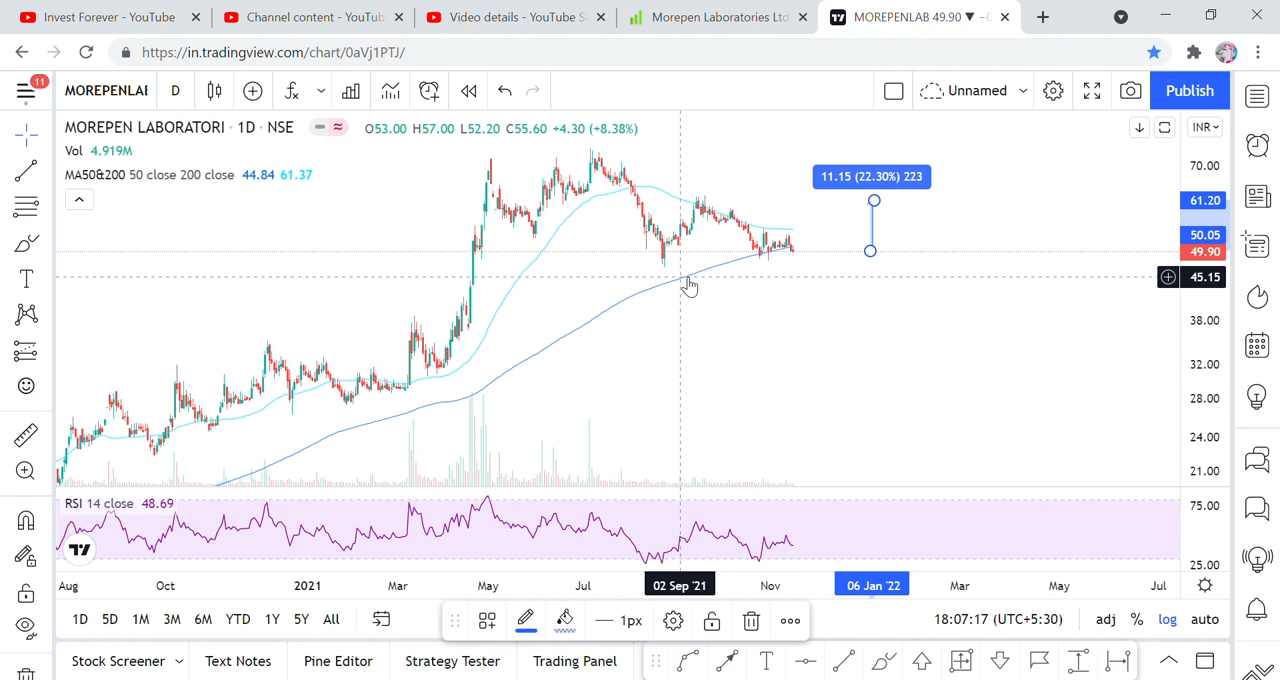 Invest Forever - YouTube
Channel content - YouTub
Video details - YouTube S
Morepen Laboratories Ltd
MOREPENLAB 49.90 ▼ −0
https://in.tradingview.com/chart/0aVj1PTJ/
11
MOREPENLAB
D
Unnamed
Publish
MOREPEN LABORATORI · 1D · NSE
O53.00 H57.00 L52.20 C55.60 +4.30 (+8.38%)
INR
Vol 4.919M
MA50&200 50 close 200 close 44.84 61.37
11.15 (22.30%) 223
70.00
61.20
50.05
49.90
45.15
38.00
32.00
28.00
24.00
21.00
RSI 14 close 48.69
75.00
25.00
Aug
Oct
2021
Mar
May
Jul
02 Sep '21
Nov
06 Jan '22
Mar
May
Jul
1D 5D 1M 3M 6M YTD 1Y 5Y All
1px
18:07:17 (UTC+5:30)
adj % log auto
Stock Screener
Text Notes
Pine Editor
Strategy Tester
Trading Panel